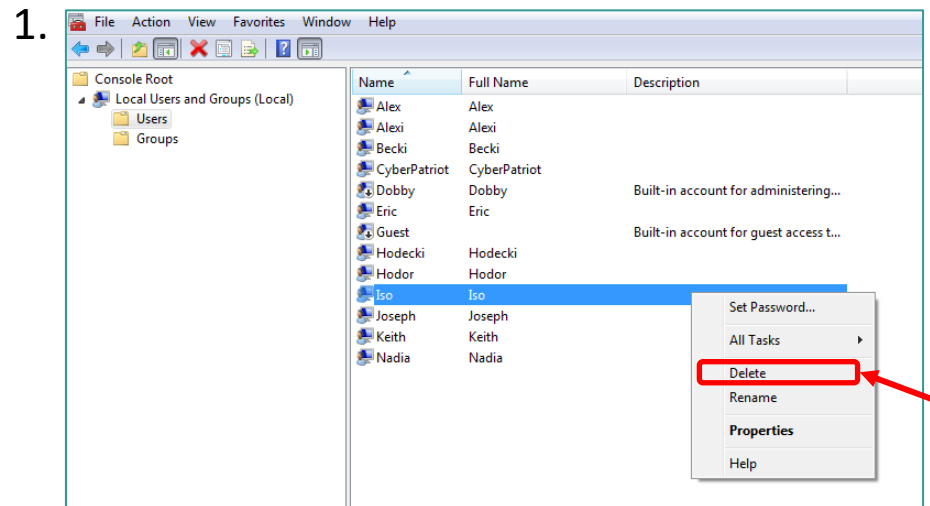 1.
File Action View Favorites Window Help
Console Root
Local Users and Groups (Local)
Users
Groups
Name Full Name Description
Alex Alex
Alexi Alexi
Becki Becki
CyberPatriot CyberPatriot
Dobby Dobby Built-in account for administering...
Eric Eric
Guest Built-in account for guest access t...
Hodecki Hodecki
Hodor Hodor
Iso Iso
Joseph Joseph
Keith Keith
Nadia Nadia
Set Password...
All Tasks
Delete
Rename
Properties
Help